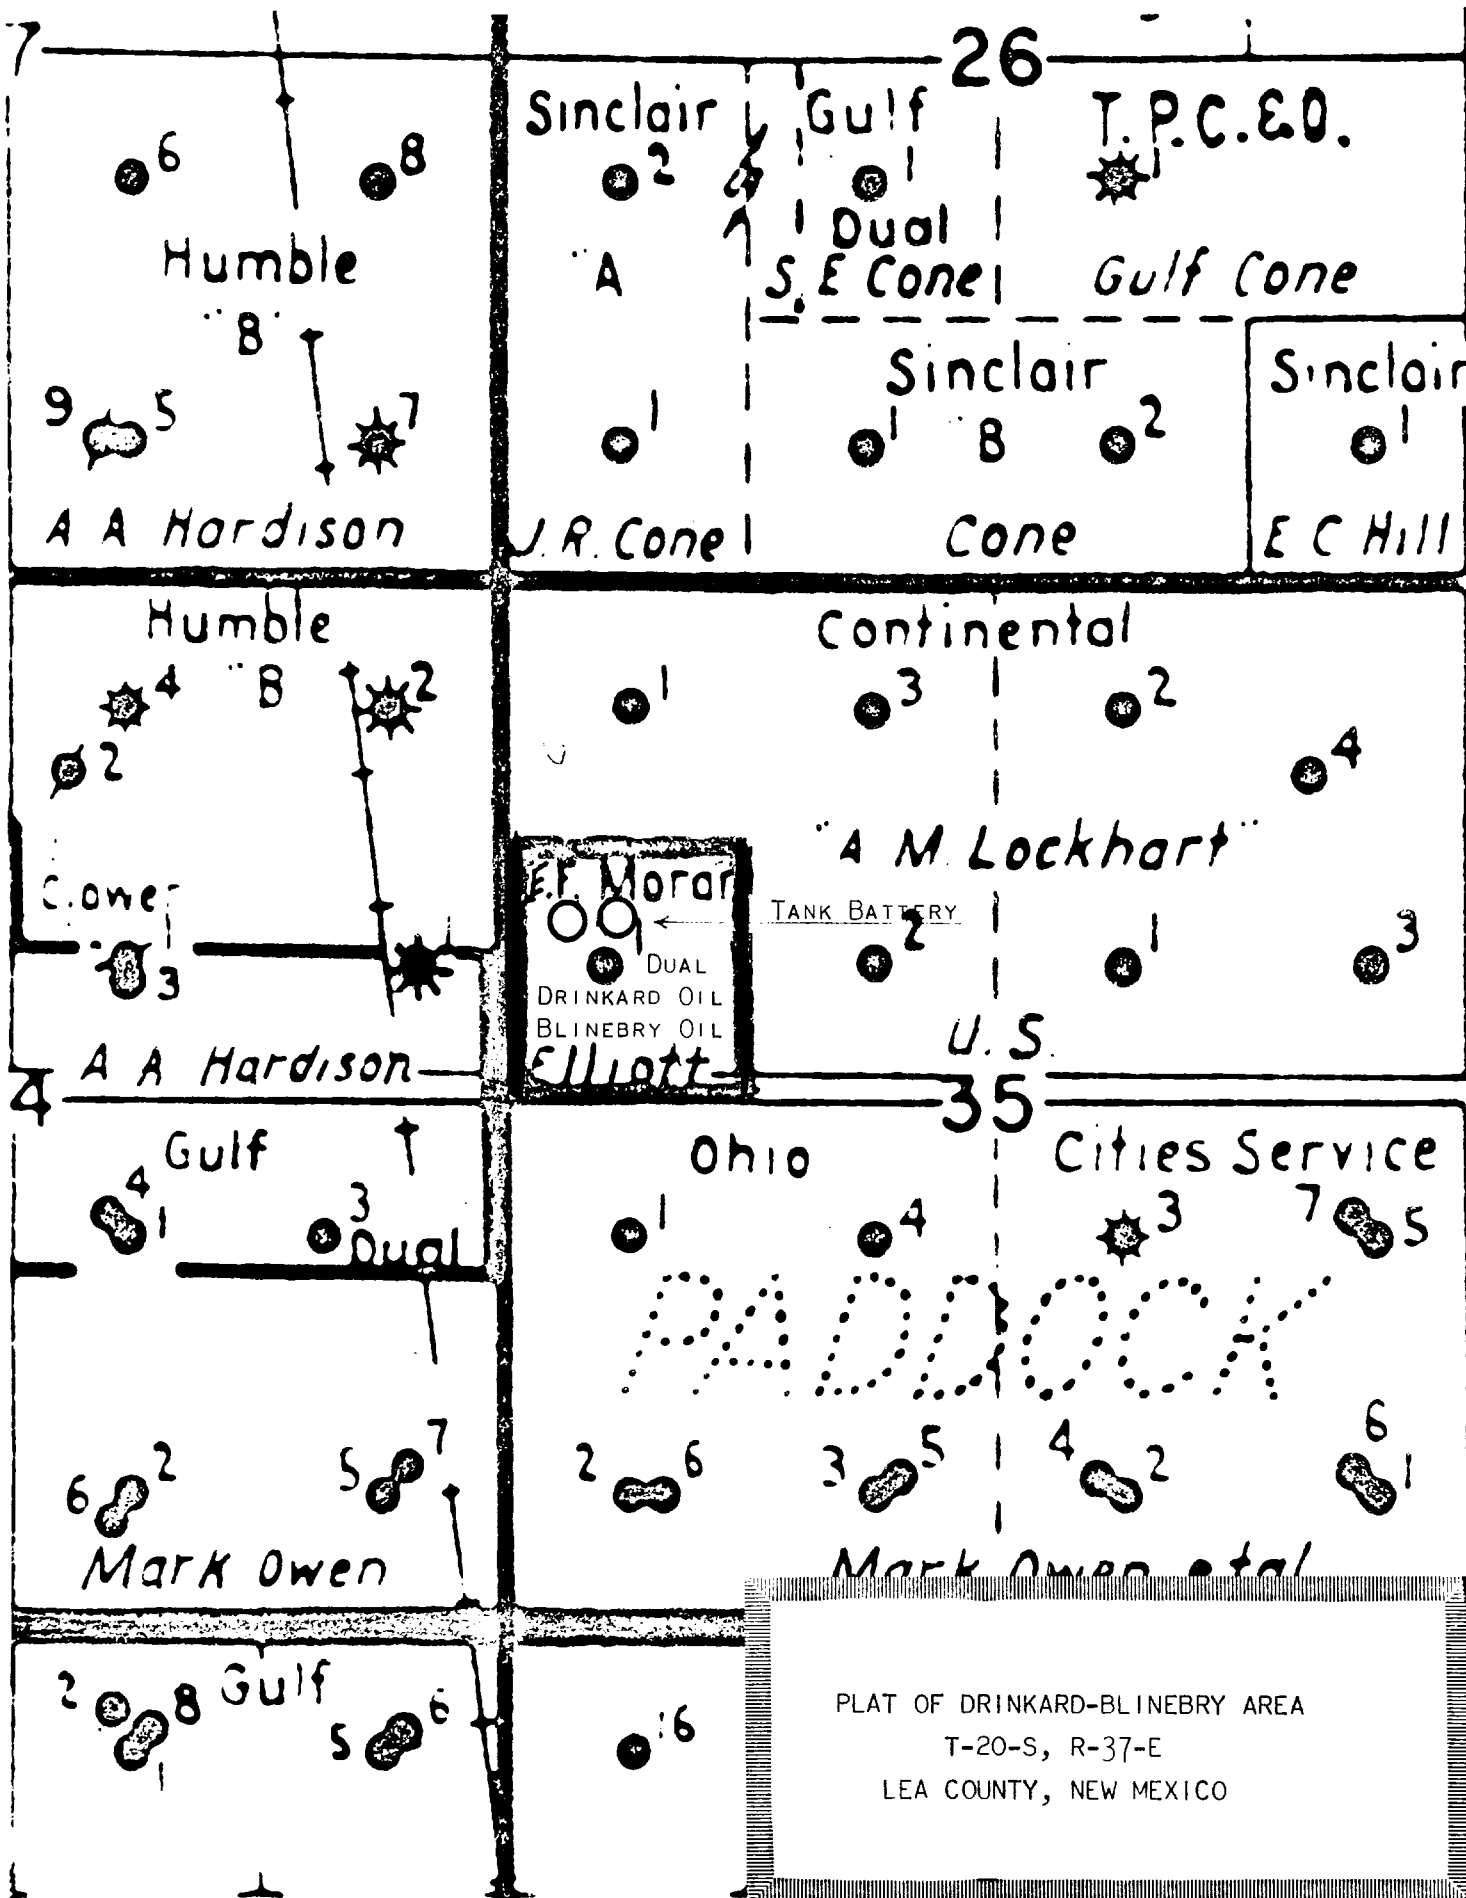 7
26
Sinclair
Gulf
T.P.C.&O.
6
8
2
1
1
Dual
Humble
"A
S.E Cone
Gulf Cone
"B"
Sinclair
Sinclair
9
5
7
1
1
"B
2
1
A A Hardison
J.R. Cone
Cone
E C Hill
Humble
Continental
4
"B
2
1
3
2
2
4
"A M. Lockhart"
E.F. Moran
TANK BATTERY
1
2
1
3
3
DUAL
DRINKARD OIL
BLINEBRY OIL
U.S.
A A Hardison
Elliott
4
35
Gulf
Ohio
Cities Service
4
1
3
Dual
1
4
3
7
5
PADDOCK
6
2
5
7
2
6
3
5
4
2
6
1
Mark Owen
Mark Owen etal
2
8
Gulf
1
5
6
16
PLAT OF DRINKARD-BLINEBRY AREA
T-20-S, R-37-E
LEA COUNTY, NEW MEXICO